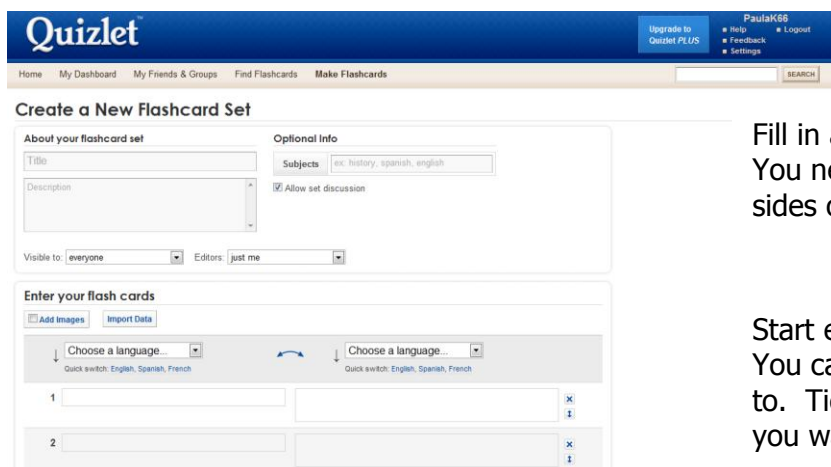 Quizlet
Upgrade to
Quizlet PLUS
PaulaK66
Help Logout
Feedback
Settings
Home My Dashboard My Friends & Groups Find Flashcards Make Flashcards
SEARCH
Create a New Flashcard Set
About your flashcard set
Title
Description
Visible to: everyone Editors: just me
Optional Info
Subjects ex: history, spanish, english
Allow set discussion
Enter your flash cards
Add Images Import Data
Choose a language... Choose a language...
Quick switch: English, Spanish, French Quick switch: English, Spanish, French
1
2
Fill in
You
sides
Start
You
to.
you